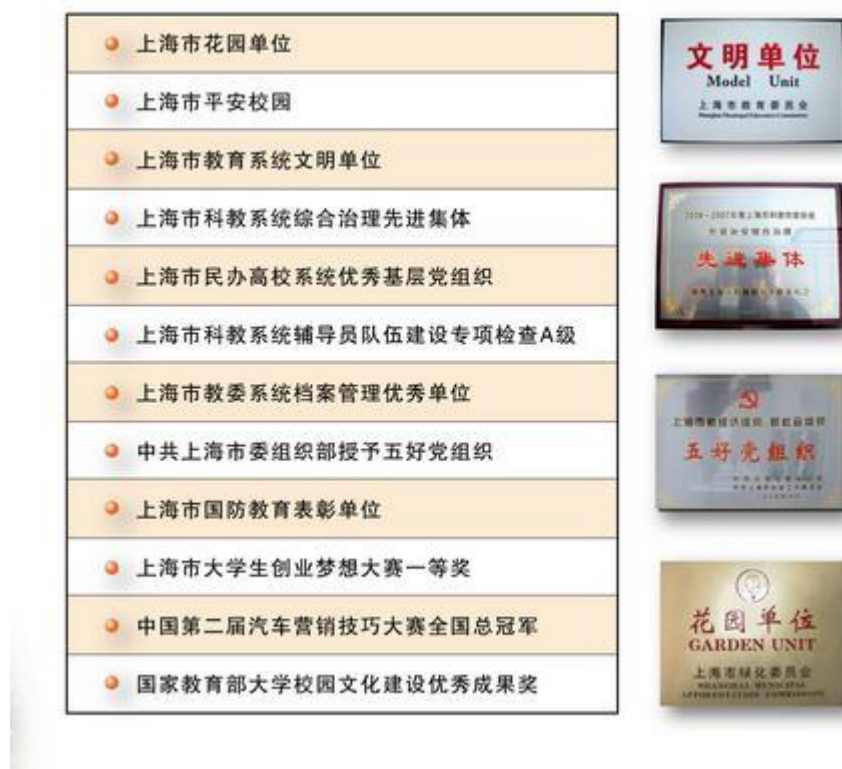 上海市花园单位
上海市平安校园
上海市教育系统文明单位
上海市科教系统综合治理先进集体
上海市民办高校系统优秀基层党组织
上海市科教系统辅导员队伍建设专项检查A级
上海市教委系统档案管理优秀单位
中共上海市委组织部授予五好党组织
上海市国防教育表彰单位
上海市大学生创业梦想大赛一等奖
中国第二届汽车营销技巧大赛全国总冠军
国家教育部大学校园文化建设优秀成果奖
文明单位
Model Unit
上海市教育委员会
先进集体
五好党组织
花园单位
GARDEN UNIT
上海市绿化委员会
SHANGHAI MUNICIPAL